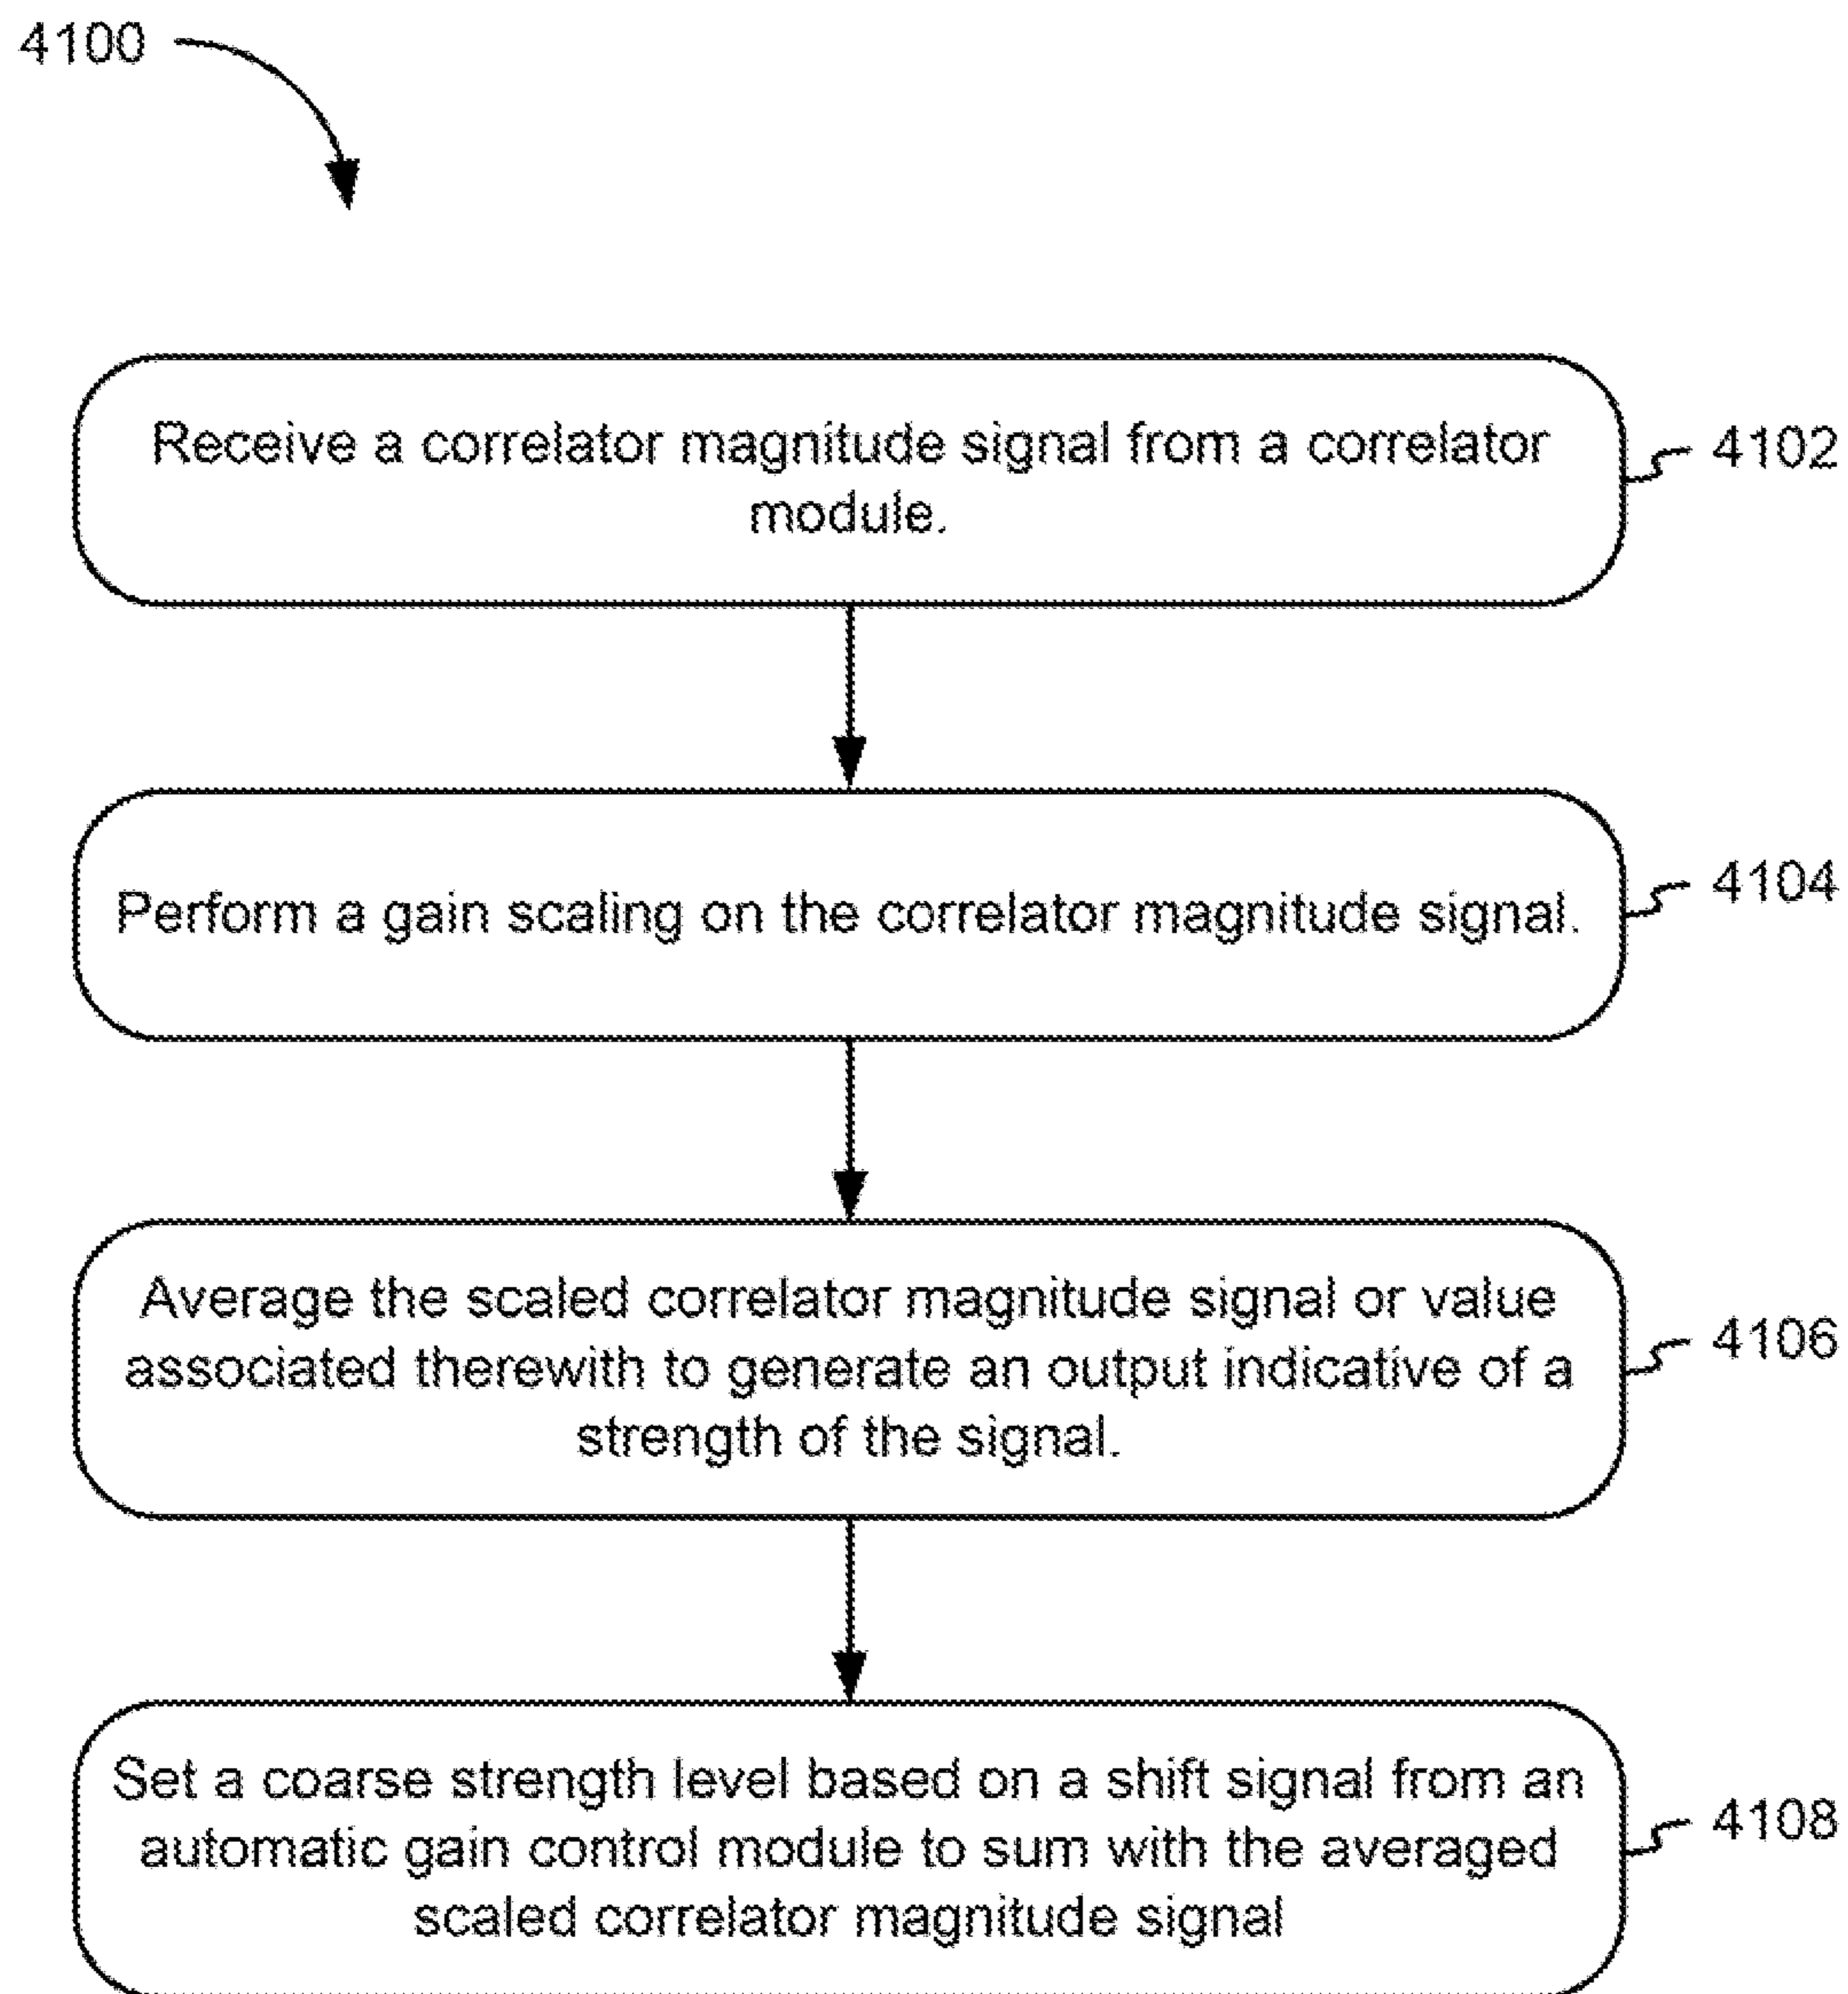 4100
Receive a correlator magnitude signal from a correlator
module.
4102
Perform a gain scaling on the correlator magnitude signal.
4104
Average the scaled correlator magnitude signal or value
associated therewith to generate an output indicative of a
strength of the signal.
4106
Set a coarse strength level based on a shift signal from an
automatic gain control module to sum with the averaged
scaled correlator magnitude signal
4108